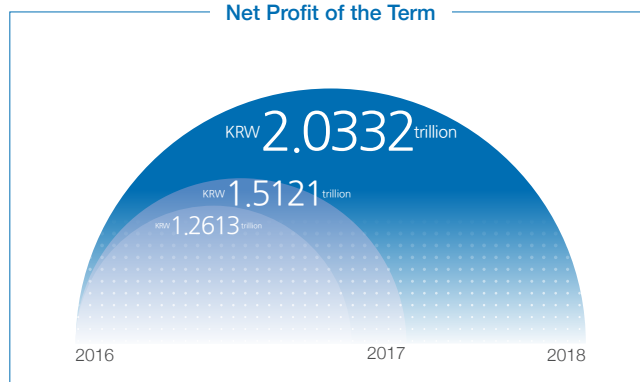 Net Profit of the Term
KRW 2.0332 trillion
KRW 1.5121 trillion
KRW 1.2613 trillion
2016 2017 2018